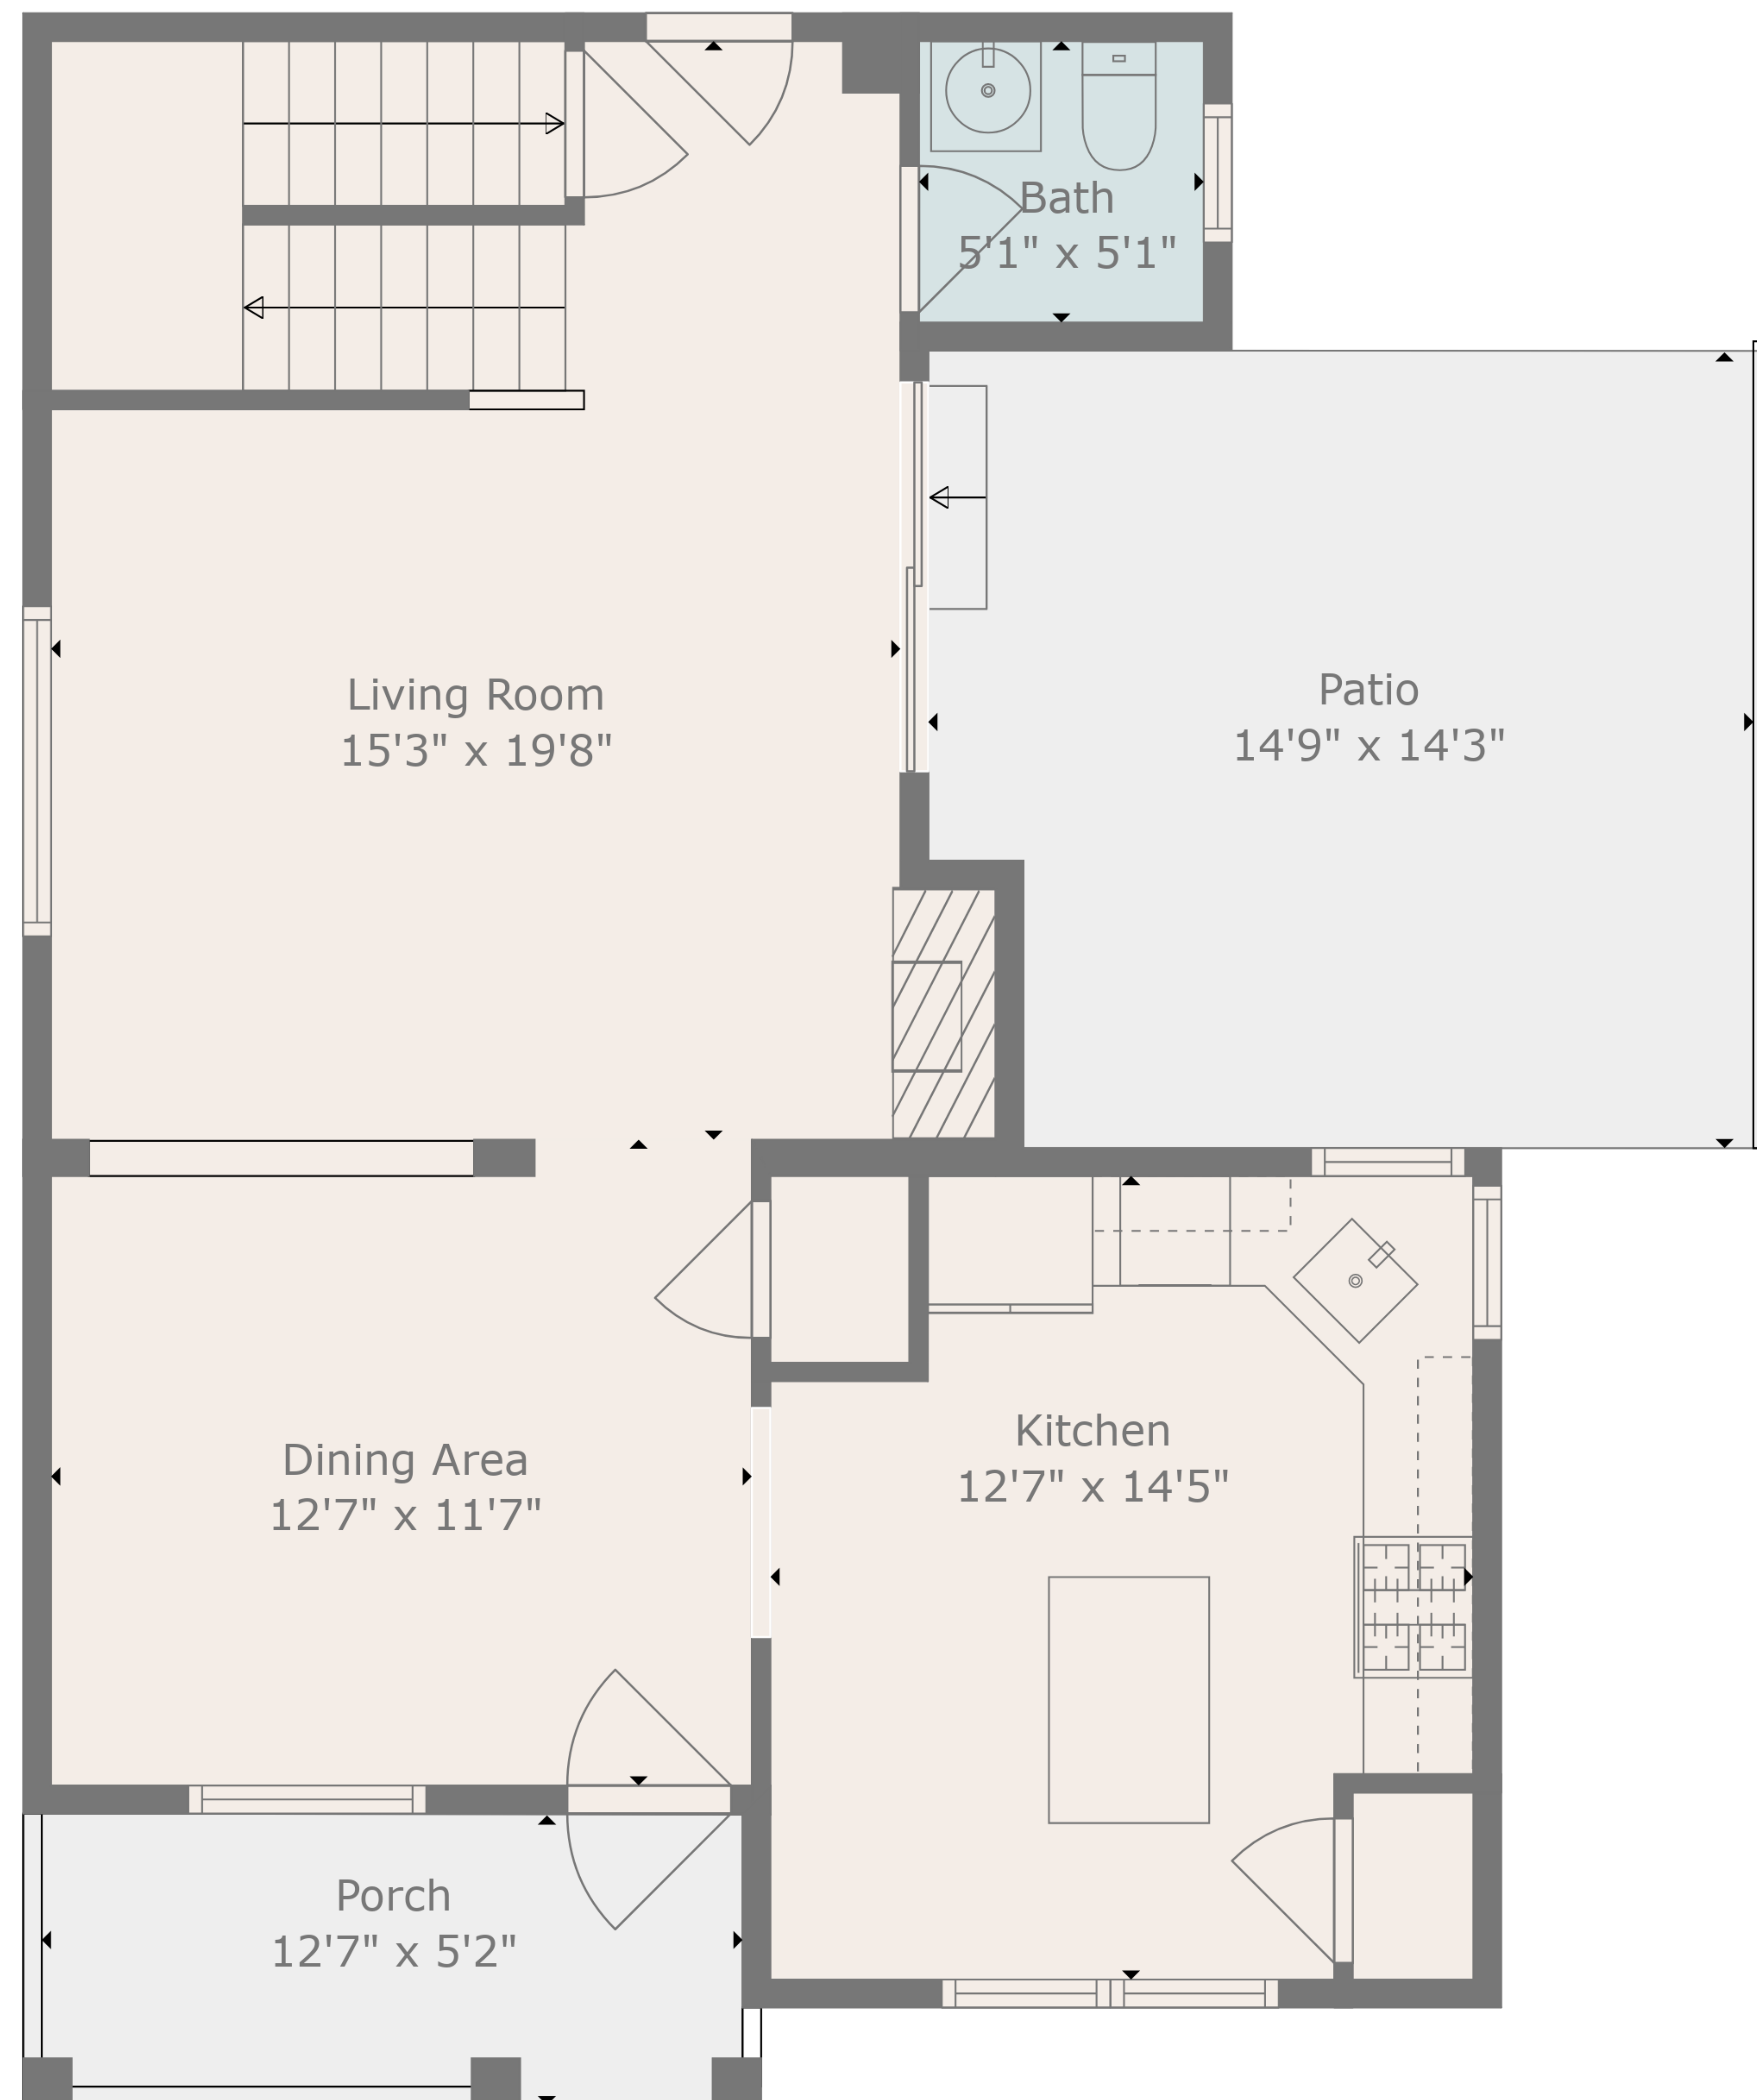 Bath
5'1" x 5'1"
Living Room
15'3" x 19'8"
Patio
14'9" x 14'3"
Dining Area
12'7" x 11'7"
Kitchen
12'7" x 14'5"
Porch
12'7" x 5'2"